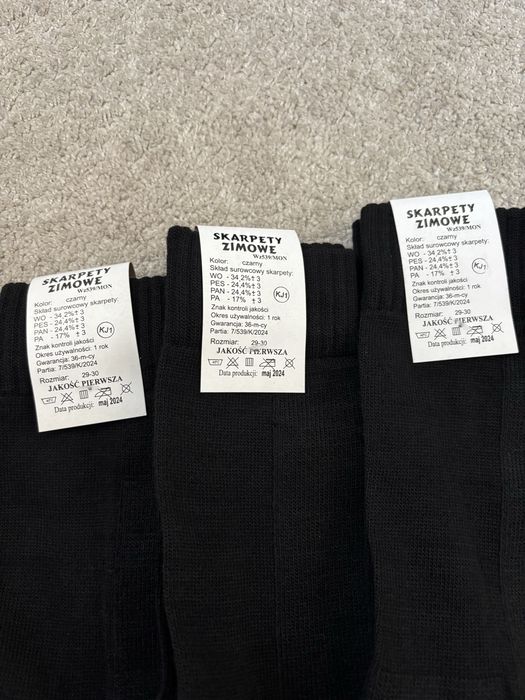 SKARPETY
ZIMOWE
Wz539/MON
Kolor: czarny
Skład surowcowy skarpety:
WO - 34,2%± 3
PES - 24,4%± 3
PAN - 24,4%± 3
PA - 17% ± 3
KJ1
Znak kontroli jakości
Okres używalności: 1 rok
Gwarancja: 36-m-cy
Partia: 7/539/K/2024
Rozmiar: 29-30
JAKOŚĆ PIERWSZA
Data produkcji: maj 2024
SKARPETY
ZIMOWE
Wz539/MON
Kolor: czarny
Skład surowcowy skarpety:
WO - 34,2%± 3
PES - 24,4%± 3
PAN - 24,4%± 3
PA - 17% ± 3
KJ1
Znak kontroli jakości
Okres używalności: 1 rok
Gwarancja: 36-m-cy
Partia: 7/539/K/2024
Rozmiar: 29-30
JAKOŚĆ PIERWSZA
Data produkcji: maj 2024
SKARPETY
ZIMOWE
Wz539/MON
Kolor: czarny
Skład surowcowy skarpety:
WO - 34,2%± 3
PES - 24,4%± 3
PAN - 24,4%± 3
PA - 17% ± 3
KJ1
Znak kontroli jakości
Okres używalności: 1 rok
Gwarancja: 36-m-cy
Partia: 7/539/K/2024
Rozmiar: 29-30
JAKOŚĆ PIERWSZA
Data produkcji: maj 2024